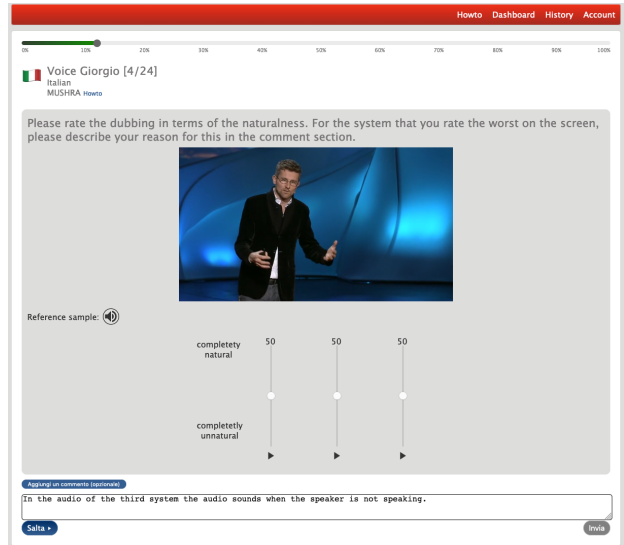 Howto Dashboard History Account
0% 10% 20% 30% 40% 50% 60% 70% 80% 90% 100%
Voice Giorgio [4/24]
Italian
MUSHRA Howto
Please rate the dubbing in terms of the naturalness. For the system that you rate the worst on the screen,
please describe your reason for this in the comment section.
Reference sample:
completety
natural
50 50 50
completetly
unnatural
Aggiungi un commento (opzionale)
In the audio of the third system the audio sounds when the speaker is not speaking.
Salta ▸
Invia